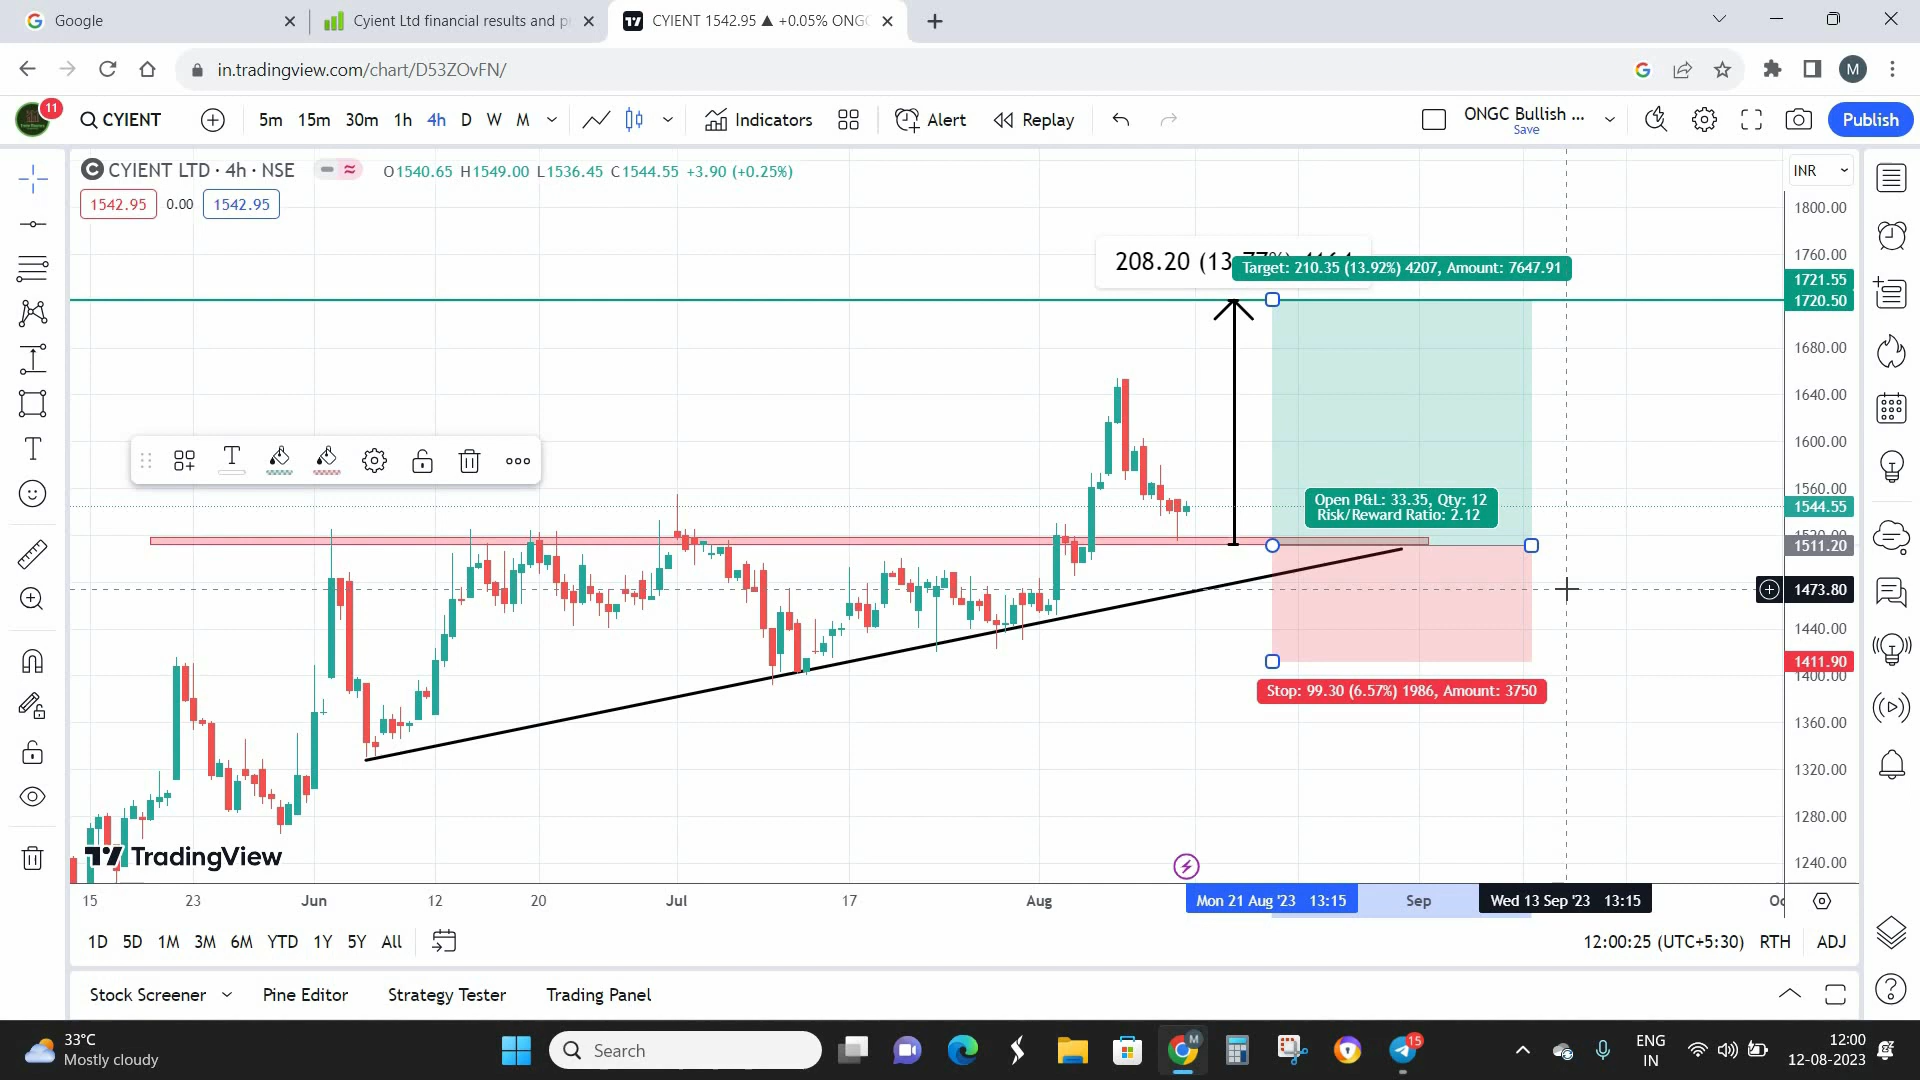 Google
Cyient Ltd financial results and p
CYIENT 1542.95 ▲ +0.05% ONGC
in.tradingview.com/chart/D53ZOvFN/
M
11
CYIENT
5m 15m 30m 1h 4h D W M
Indicators
Alert
Replay
ONGC Bullish ...
Save
Publish
CYIENT LTD · 4h · NSE
O1540.65 H1549.00 L1536.45 C1544.55 +3.90 (+0.25%)
INR
1542.95 0.00 1542.95
1800.00
1760.00
208.20 (13.77%) 4164
Target: 210.35 (13.92%) 4207, Amount: 7647.91
1721.55
1720.50
1680.00
1640.00
1600.00
1560.00
Open P&L: 33.35, Qty: 12
Risk/Reward Ratio: 2.12
1544.55
1520.00
1511.20
1473.80
1440.00
1411.90
1400.00
Stop: 99.30 (6.57%) 1986, Amount: 3750
1360.00
1320.00
1280.00
1240.00
TradingView
15 23 Jun 12 20 Jul 17 Aug Mon 21 Aug '23 13:15 Sep Wed 13 Sep '23 13:15
1D 5D 1M 3M 6M YTD 1Y 5Y All
12:00:25 (UTC+5:30) RTH ADJ
Stock Screener Pine Editor Strategy Tester Trading Panel
33°C
Mostly cloudy
Search
M
15
ENG
IN
12:00
12-08-2023